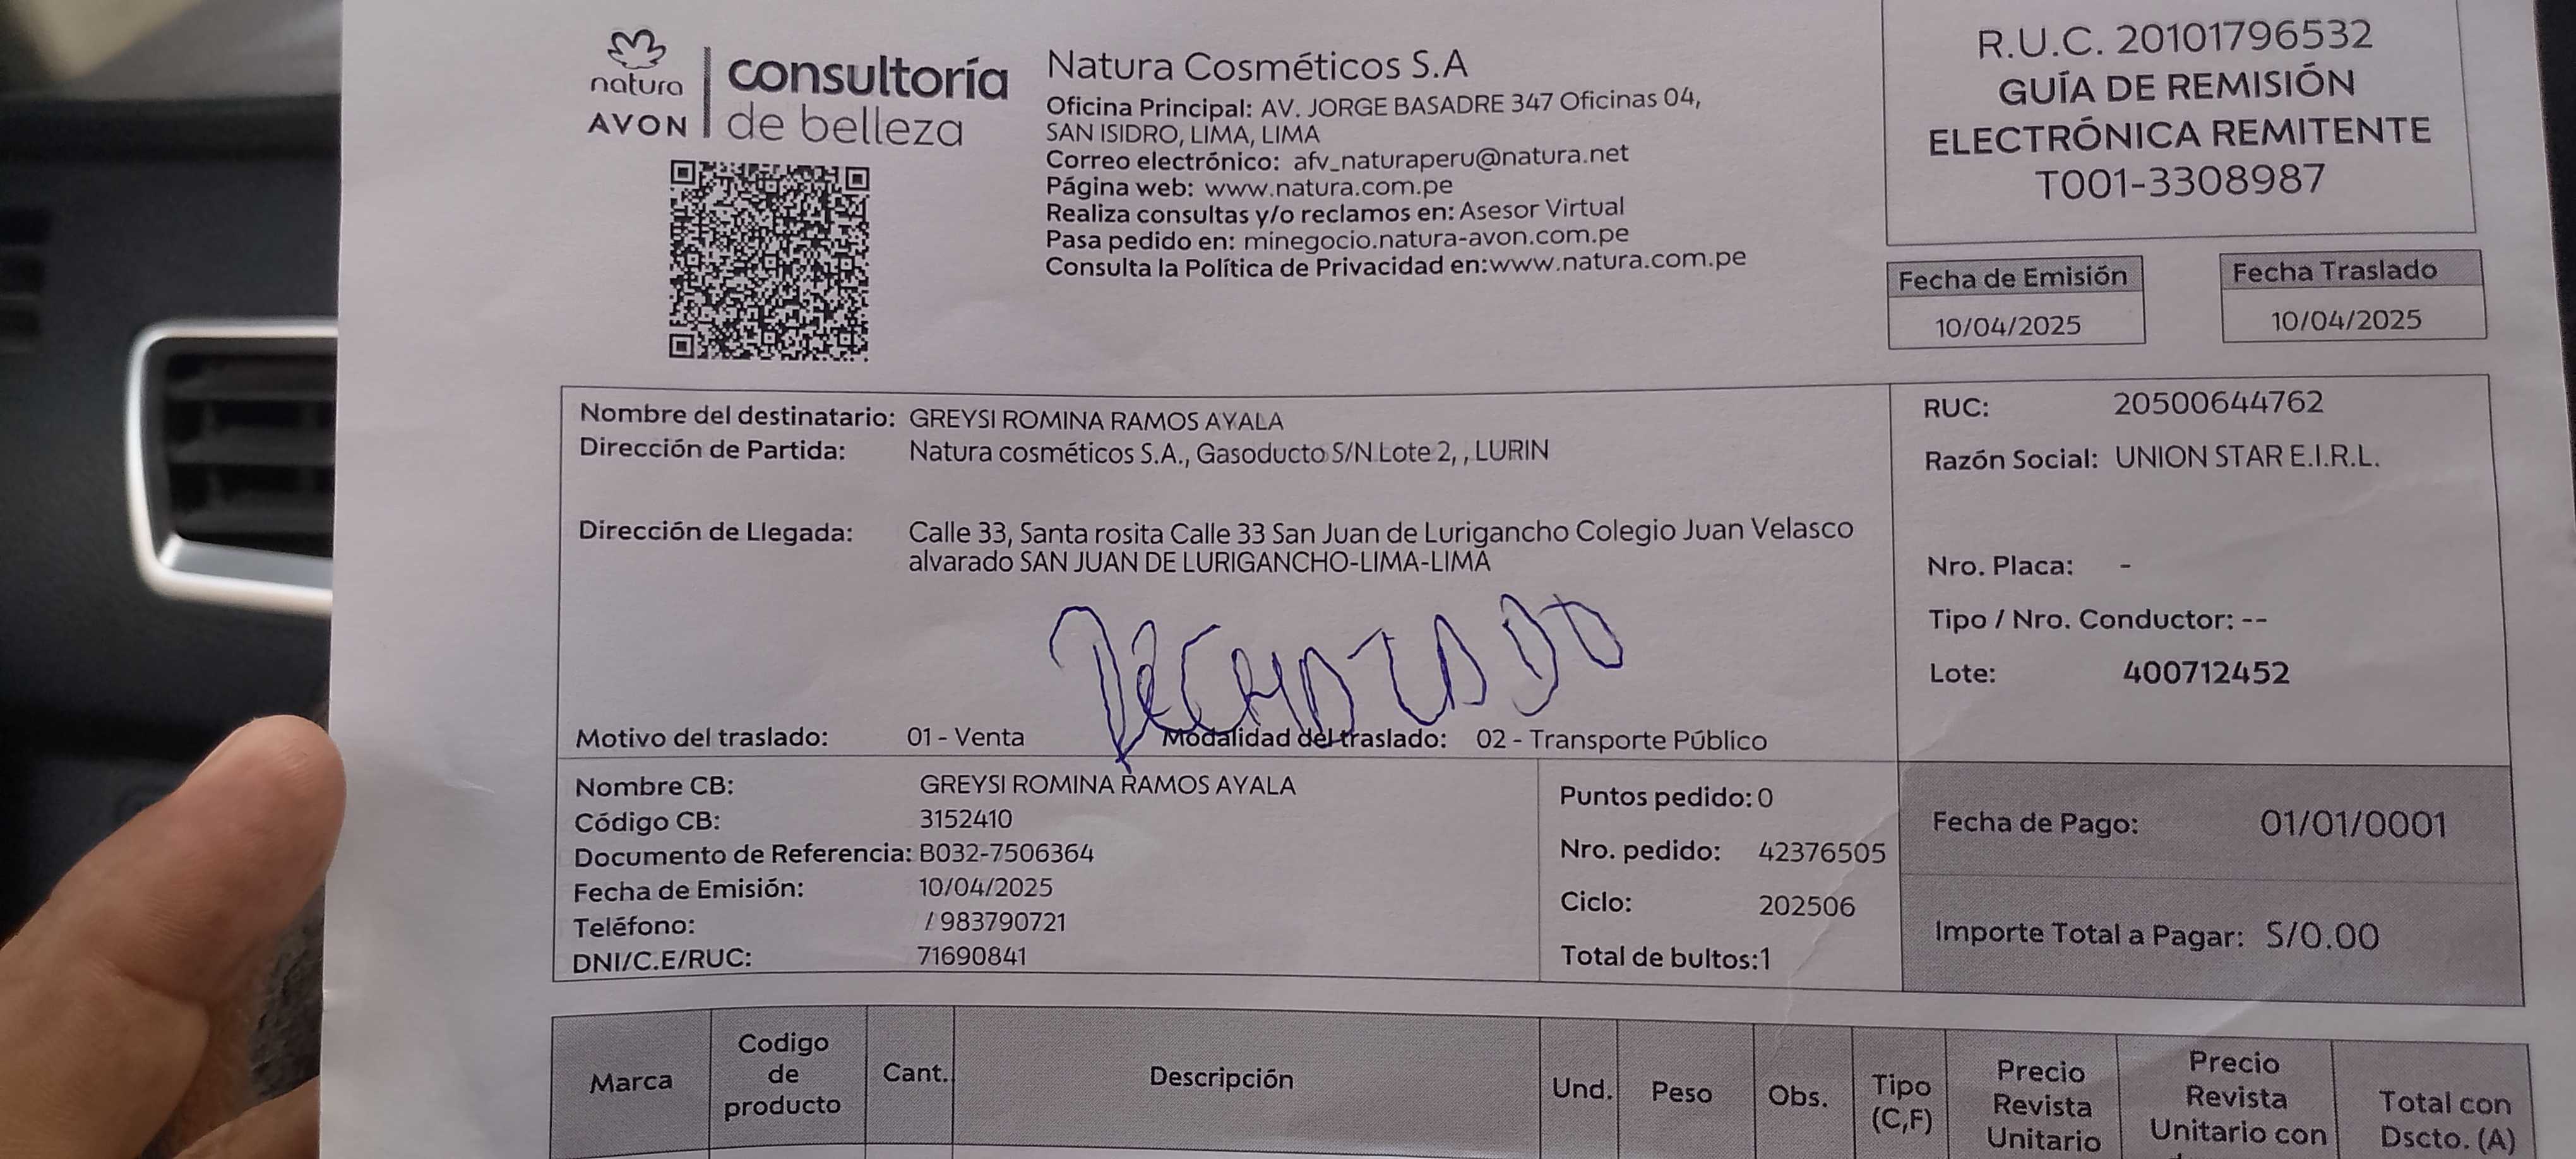 natura
AVON
consultoría
de belleza
Natura Cosméticos S.A
Oficina Principal: AV. JORGE BASADRE 347 Oficinas 04,
SAN ISIDRO, LIMA, LIMA
Correo electrónico: afv_naturaperu@natura.net
Página web: www.natura.com.pe
Realiza consultas y/o reclamos en: Asesor Virtual
Pasa pedido en: minegocio.natura-avon.com.pe
Consulta la Política de Privacidad en:www.natura.com.pe
R.U.C. 20101796532
GUÍA DE REMISIÓN
ELECTRÓNICA REMITENTE
T001-3308987
Fecha de Emisión
10/04/2025
Fecha Traslado
10/04/2025
Nombre del destinatario: GREYSI ROMINA RAMOS AYALA
Dirección de Partida: Natura cosméticos S.A., Gasoducto S/N Lote 2, , LURIN
Dirección de Llegada: Calle 33, Santa rosita Calle 33 San Juan de Lurigancho Colegio Juan Velasco
alvarado SAN JUAN DE LURIGANCHO-LIMA-LIMA
RECHAZADO
Motivo del traslado: 01 - Venta Modalidad del traslado: 02 - Transporte Público
RUC: 20500644762
Razón Social: UNION STAR E.I.R.L.
Nro. Placa: -
Tipo / Nro. Conductor: --
Lote: 400712452
Nombre CB: GREYSI ROMINA RAMOS AYALA
Código CB: 3152410
Documento de Referencia: B032-7506364
Fecha de Emisión: 10/04/2025
Teléfono: / 983790721
DNI/C.E/RUC: 71690841
Puntos pedido: 0
Nro. pedido: 42376505
Ciclo: 202506
Total de bultos:1
Fecha de Pago: 01/01/0001
Importe Total a Pagar: S/0.00
Marca
Codigo
de
producto
Cant.
Descripción
Und.
Peso
Obs.
Tipo
(C,F)
Precio
Revista
Unitario
Precio
Revista
Unitario con
Total con
Dscto. (A)